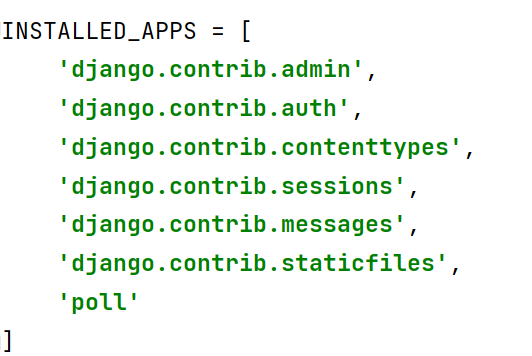 INSTALLED_APPS = [
    'django.contrib.admin',
    'django.contrib.auth',
    'django.contrib.contenttypes',
    'django.contrib.sessions',
    'django.contrib.messages',
    'django.contrib.staticfiles',
    'poll'
]